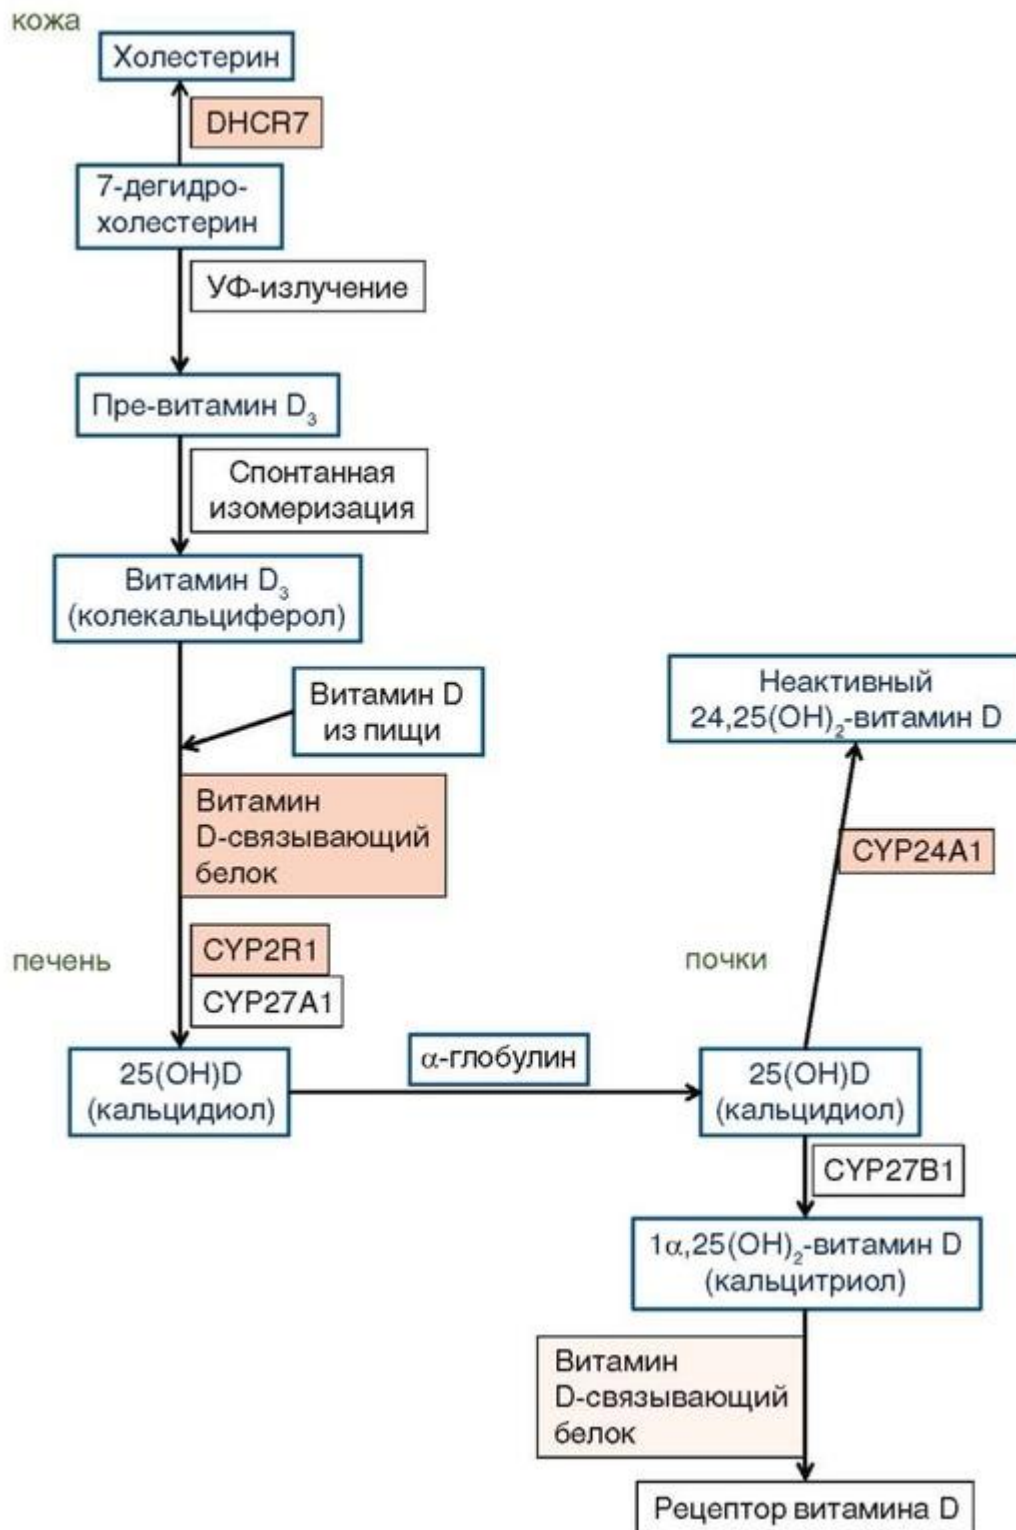 кожа
Холестерин
DHCR7
7-дегидро-
холестерин
УФ-излучение
Пре-витамин D₃
Спонтанная
изомеризация
Витамин D₃
(колекальциферол)
Витамин D
из пищи
Витамин
D-связывающий
белок
печень
CYP2R1
CYP27A1
25(OH)D
(кальцидиол)
α-глобулин
Неактивный
24,25(OH)₂-витамин D
CYP24A1
почки
25(OH)D
(кальцидиол)
CYP27B1
1α,25(OH)₂-витамин D
(кальцитриол)
Витамин
D-связывающий
белок
Рецептор витамина D